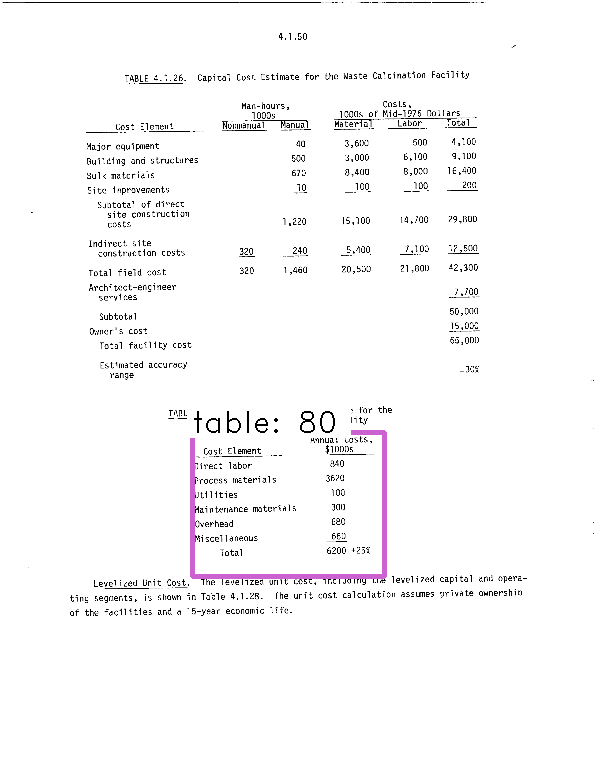 4.1.50
TABLE 4.1.26. Capital Cost Estimate for the Waste Calcination Facility
Man-hours, Costs,
1000s 1000s of Mid-1976 Dollars
Cost Element Nonmanual Manual Material Labor Total
Major equipment 40 3,600 500 4,100
Building and structures 500 3,000 6,100 9,100
Bulk materials 670 8,400 8,000 16,400
Site improvements 10 100 100 200
Subtotal of direct
site construction
costs 1,220 15,100 14,700 29,800
Indirect site
construction costs 320 240 5,400 7,100 12,500
Total field cost 320 1,460 20,500 21,800 42,300
Architect-engineer
services 7,700
Subtotal 50,000
Owner's cost 15,000
Total facility cost 65,000
Estimated accuracy
range 30%
TABL for the
table: 80 lity
Annual Costs,
Cost Element $1000s
Direct labor 840
Process materials 3620
Utilities 100
Maintenance materials 300
Overhead 680
Miscellaneous 660
Total 6200 ±25%
Levelized Unit Cost. The levelized unit cost, including the levelized capital and opera-
ting segments, is shown in Table 4.1.28. The unit cost calculation assumes private ownership
of the facilities and a 15-year economic life.